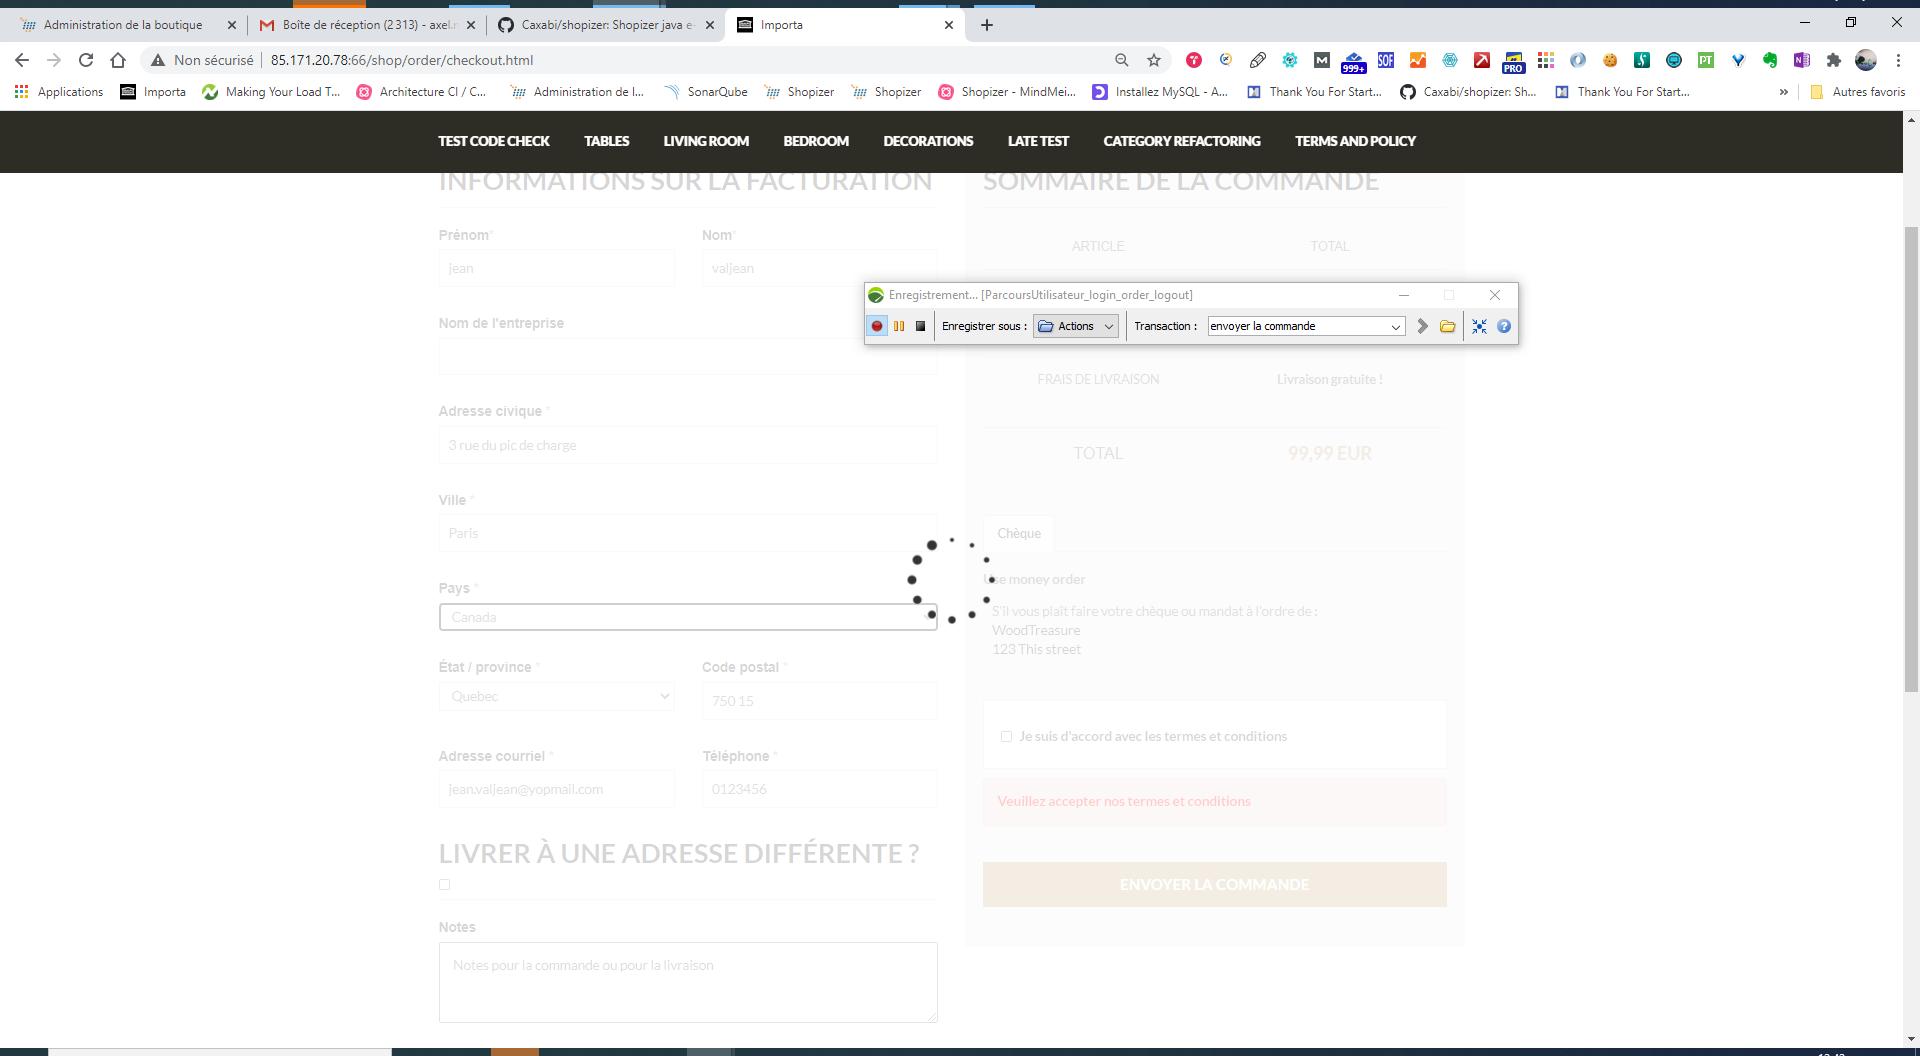 Administration de la boutique
Boîte de réception (2 313) - axel.
Caxabi/shopizer: Shopizer java e-
Importa
Non sécurisé
85.171.20.78:66/shop/order/checkout.html
999+
SOF
PRO
PT
Applications
Importa
Making Your Load T...
Architecture CI / C...
Administration de l...
SonarQube
Shopizer
Shopizer
Shopizer - MindMei...
Installez MySQL - A...
Thank You For Start...
Caxabi/shopizer: Sh...
Thank You For Start...
»
Autres favoris
TEST CODE CHECK
TABLES
LIVING ROOM
BEDROOM
DECORATIONS
LATE TEST
CATEGORY REFACTORING
TERMS AND POLICY
INFORMATIONS SUR LA FACTURATION
SOMMAIRE DE LA COMMANDE
Prénom*
Nom*
ARTICLE
TOTAL
jean
valjean
Enregistrement... [ParcoursUtilisateur_login_order_logout]
Enregistrer sous :
Actions
Transaction :
envoyer la commande
Nom de l'entreprise
FRAIS DE LIVRAISON
Livraison gratuite !
Adresse civique *
3 rue du pic de charge
TOTAL
99,99 EUR
Ville *
Paris
Chèque
Pays *
Use money order
Canada
S'il vous plaît faire votre chèque ou mandat à l'ordre de :
WoodTreasure
123 This street
État / province *
Code postal *
Quebec
750 15
Je suis d'accord avec les termes et conditions
Adresse courriel *
Téléphone *
jean.valjean@yopmail.com
0123456
Veuillez accepter nos termes et conditions
LIVRER À UNE ADRESSE DIFFÉRENTE ?
ENVOYER LA COMMANDE
Notes
Notes pour la commande ou pour la livraison